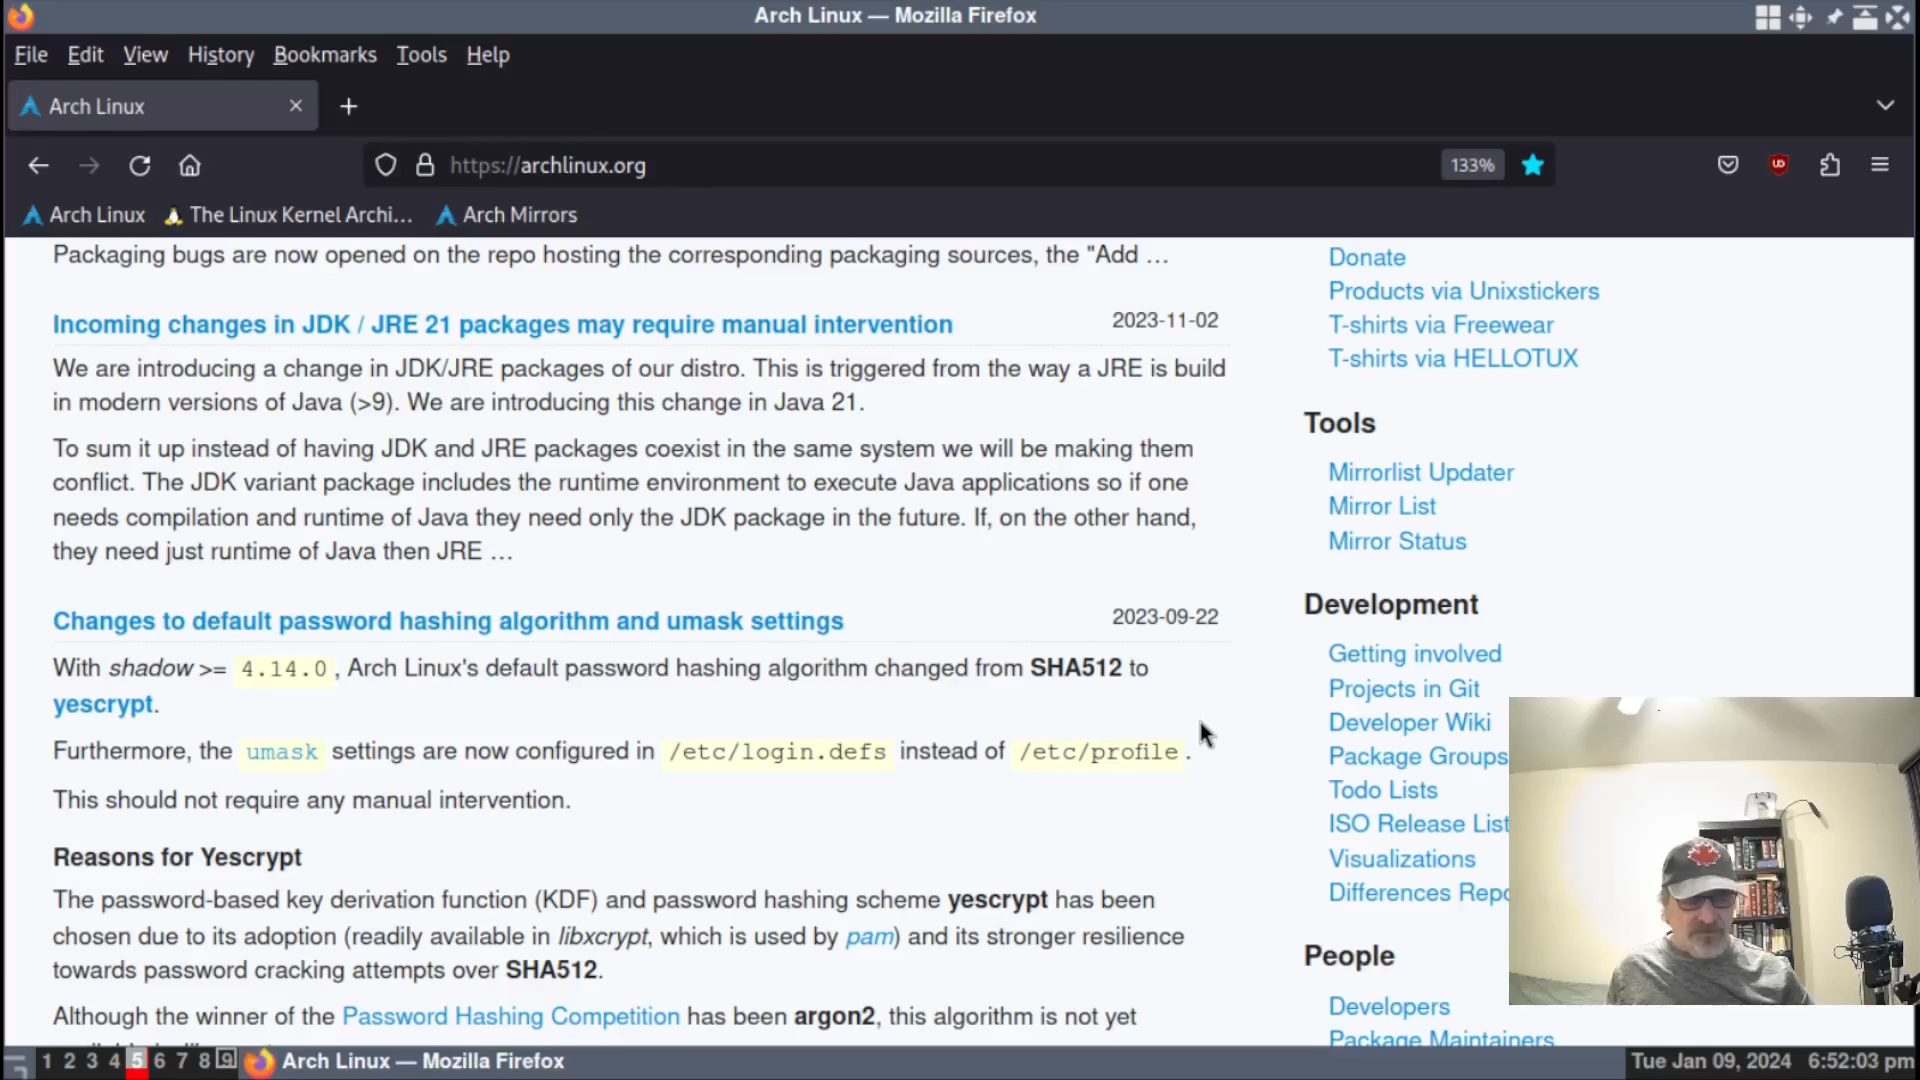 Arch Linux — Mozilla Firefox
File Edit View History Bookmarks Tools Help
Arch Linux
https://archlinux.org 133%
Arch Linux The Linux Kernel Archi... Arch Mirrors
Packaging bugs are now opened on the repo hosting the corresponding packaging sources, the "Add …
Incoming changes in JDK / JRE 21 packages may require manual intervention 2023-11-02
We are introducing a change in JDK/JRE packages of our distro. This is triggered from the way a JRE is build
in modern versions of Java (>9). We are introducing this change in Java 21.
To sum it up instead of having JDK and JRE packages coexist in the same system we will be making them
conflict. The JDK variant package includes the runtime environment to execute Java applications so if one
needs compilation and runtime of Java they need only the JDK package in the future. If, on the other hand,
they need just runtime of Java then JRE …
Changes to default password hashing algorithm and umask settings 2023-09-22
With shadow >= 4.14.0, Arch Linux's default password hashing algorithm changed from SHA512 to
yescrypt.
Furthermore, the umask settings are now configured in /etc/login.defs instead of /etc/profile.
This should not require any manual intervention.
Reasons for Yescrypt
The password-based key derivation function (KDF) and password hashing scheme yescrypt has been
chosen due to its adoption (readily available in libxcrypt, which is used by pam) and its stronger resilience
towards password cracking attempts over SHA512.
Although the winner of the Password Hashing Competition has been argon2, this algorithm is not yet
Donate
Products via Unixstickers
T-shirts via Freewear
T-shirts via HELLOTUX
Tools
Mirrorlist Updater
Mirror List
Mirror Status
Development
Getting involved
Projects in Git
Developer Wiki
Package Groups
Todo Lists
ISO Release List
Visualizations
Differences Repo
People
Developers
Package Maintainers
1 2 3 4 5 6 7 8 9 Arch Linux — Mozilla Firefox Tue Jan 09, 2024 6:52:03 pm